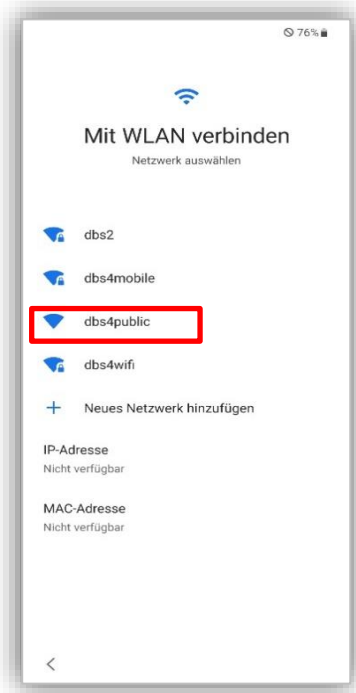 76%
Mit WLAN verbinden
Netzwerk auswählen
dbs2
dbs4mobile
dbs4public
dbs4wifi
Neues Netzwerk hinzufügen
IP-Adresse
Nicht verfügbar
MAC-Adresse
Nicht verfügbar